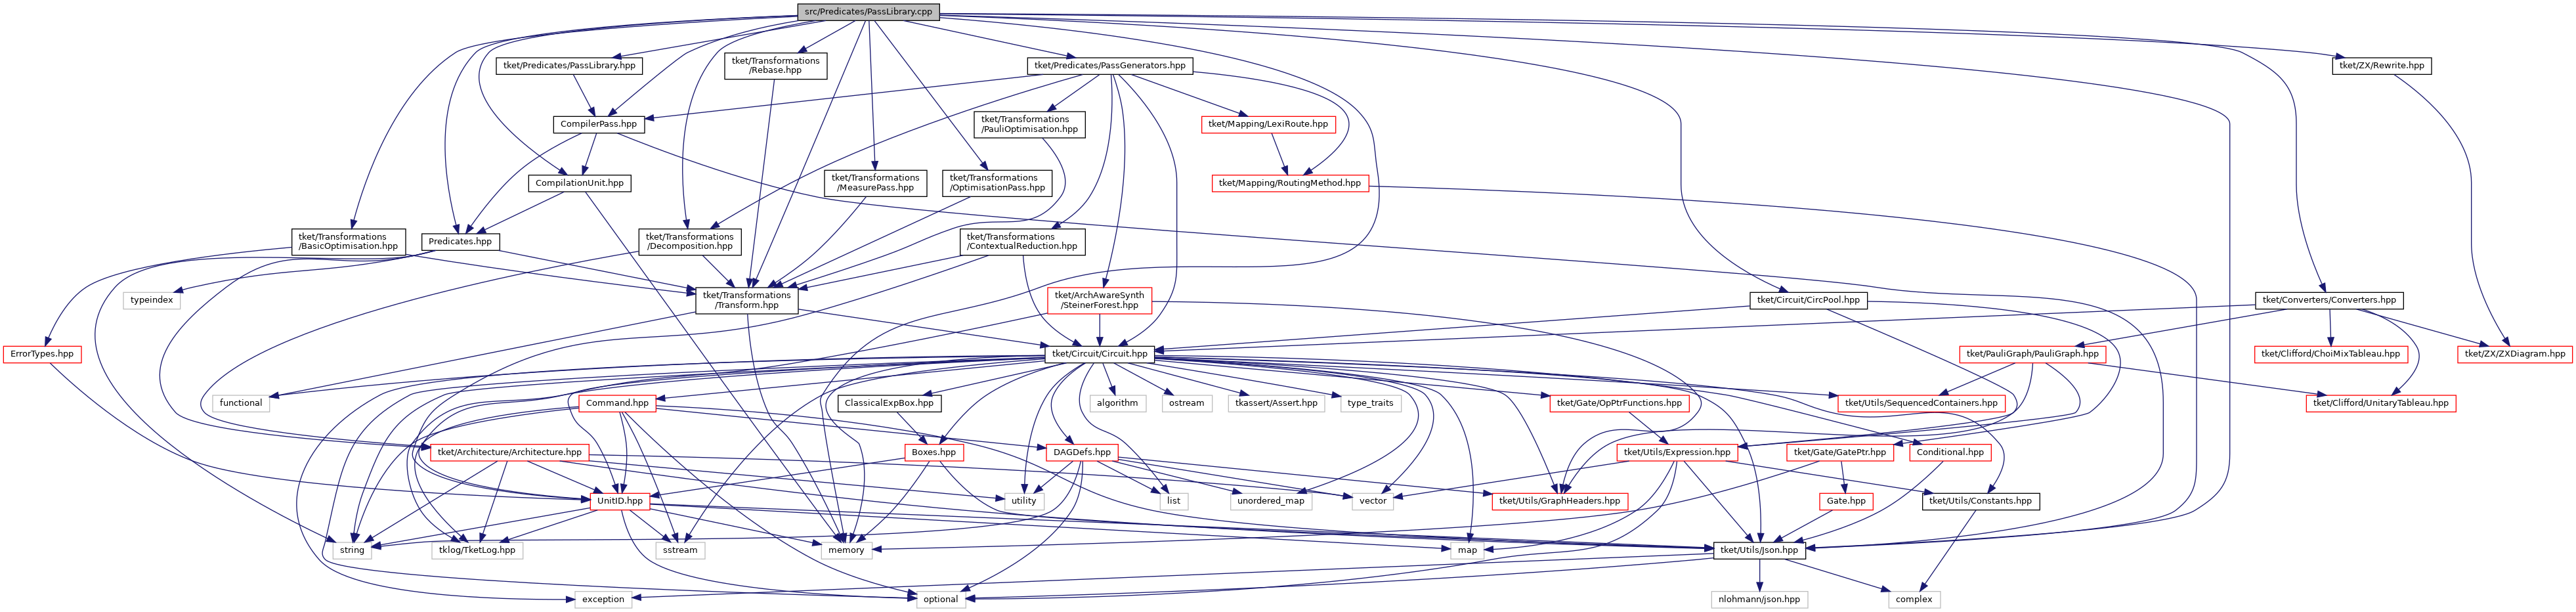 src/Predicates/PassLibrary.cpp
tket/Predicates/PassLibrary.hpp
tket/Transformations
/Rebase.hpp
tket/Predicates/PassGenerators.hpp
tket/ZX/Rewrite.hpp
CompilerPass.hpp
tket/Transformations
/PauliOptimisation.hpp
tket/Mapping/LexiRoute.hpp
CompilationUnit.hpp
tket/Transformations
/MeasurePass.hpp
tket/Transformations
/OptimisationPass.hpp
tket/Mapping/RoutingMethod.hpp
tket/Transformations
/BasicOptimisation.hpp
Predicates.hpp
tket/Transformations
/Decomposition.hpp
tket/Transformations
/ContextualReduction.hpp
typeindex
tket/Transformations
/Transform.hpp
tket/ArchAwareSynth
/SteinerForest.hpp
tket/Circuit/CircPool.hpp
tket/Converters/Converters.hpp
ErrorTypes.hpp
tket/Circuit/Circuit.hpp
tket/PauliGraph/PauliGraph.hpp
tket/Clifford/ChoiMixTableau.hpp
tket/ZX/ZXDiagram.hpp
functional
Command.hpp
ClassicalExpBox.hpp
algorithm
ostream
tkassert/Assert.hpp
type_traits
tket/Gate/OpPtrFunctions.hpp
tket/Utils/SequencedContainers.hpp
tket/Clifford/UnitaryTableau.hpp
tket/Architecture/Architecture.hpp
Boxes.hpp
DAGDefs.hpp
tket/Utils/Expression.hpp
tket/Gate/GatePtr.hpp
Conditional.hpp
UnitID.hpp
utility
list
unordered_map
vector
tket/Utils/GraphHeaders.hpp
Gate.hpp
tket/Utils/Constants.hpp
string
tklog/TketLog.hpp
sstream
memory
map
tket/Utils/Json.hpp
exception
optional
nlohmann/json.hpp
complex